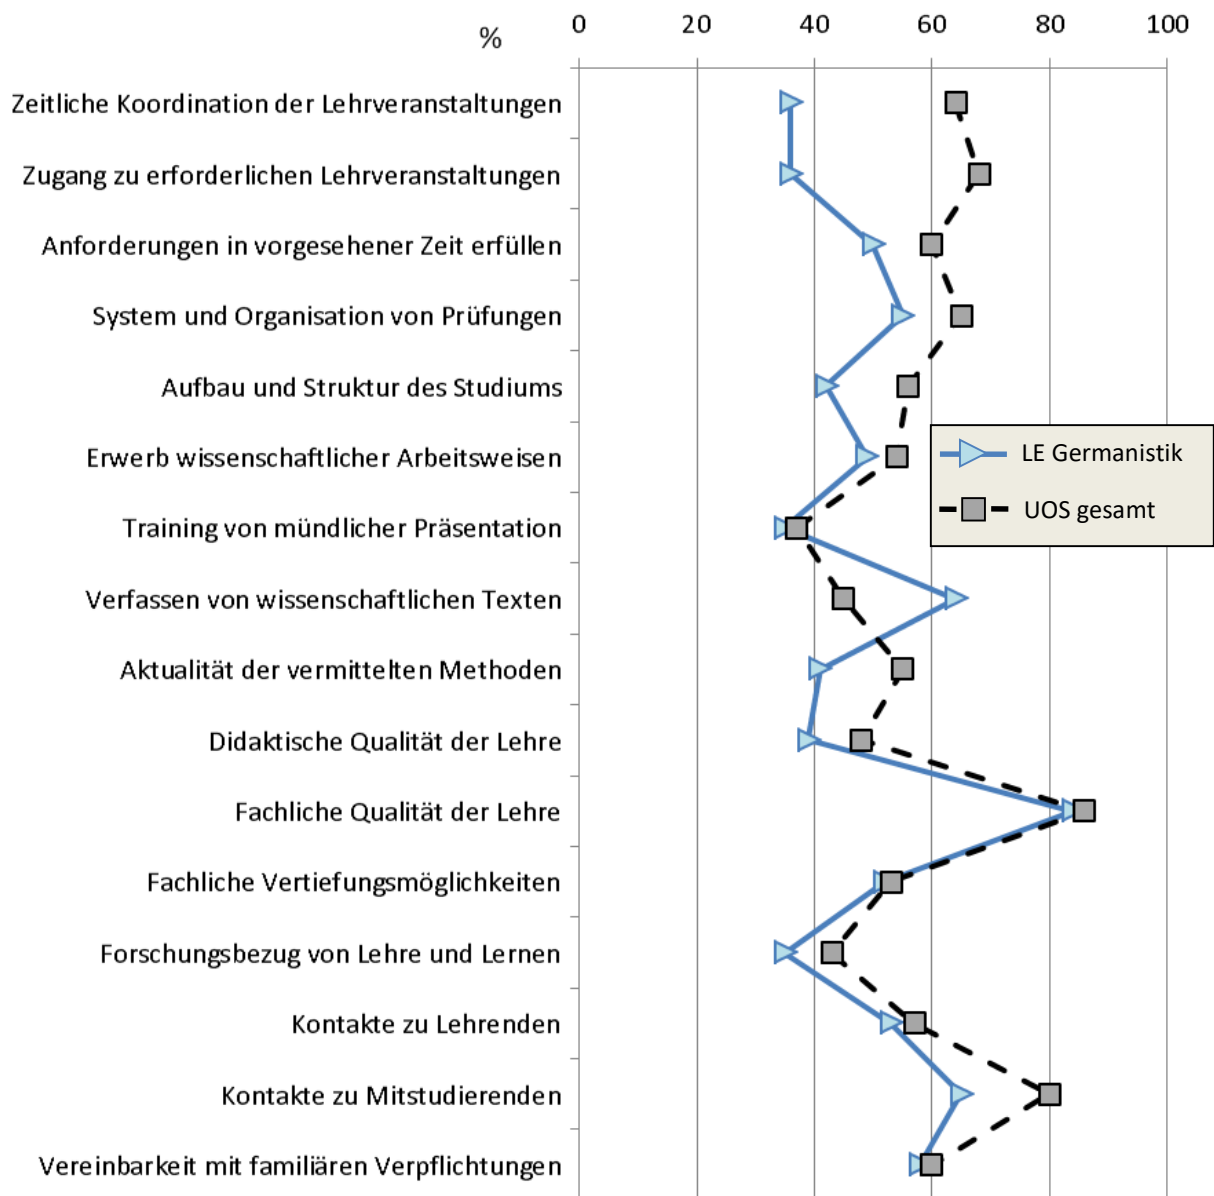 0 20 40 60 80 100
%
Zeitliche Koordination der Lehrveranstaltungen
Zugang zu erforderlichen Lehrveranstaltungen
Anforderungen in vorgesehener Zeit erfüllen
System und Organisation von Prüfungen
Aufbau und Struktur des Studiums
Erwerb wissenschaftlicher Arbeitsweisen
Training von mündlicher Präsentation
Verfassen von wissenschaftlichen Texten
Aktualität der vermittelten Methoden
Didaktische Qualität der Lehre
Fachliche Qualität der Lehre
Fachliche Vertiefungsmöglichkeiten
Forschungsbezug von Lehre und Lernen
Kontakte zu Lehrenden
Kontakte zu Mitstudierenden
Vereinbarkeit mit familiären Verpflichtungen
LE Germanistik
UOS gesamt